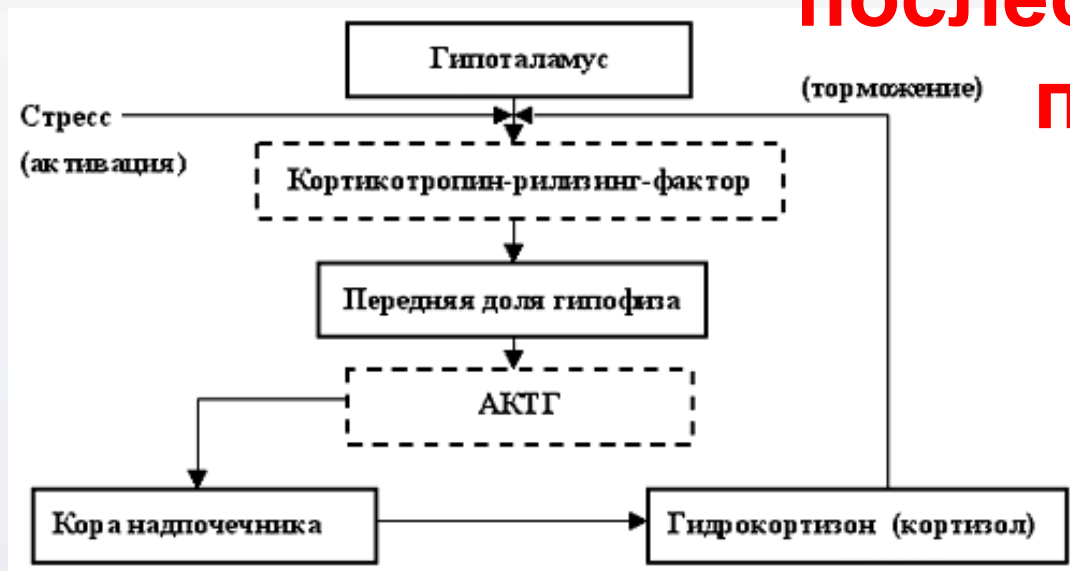 Гипоталамус
(торможение)
Стресс
(активация)
Кортикотропин-рилизинг-фактор
Передняя доля гипофиза
АКТГ
Кора надпочечника
Гидрокортизон (кортизол)